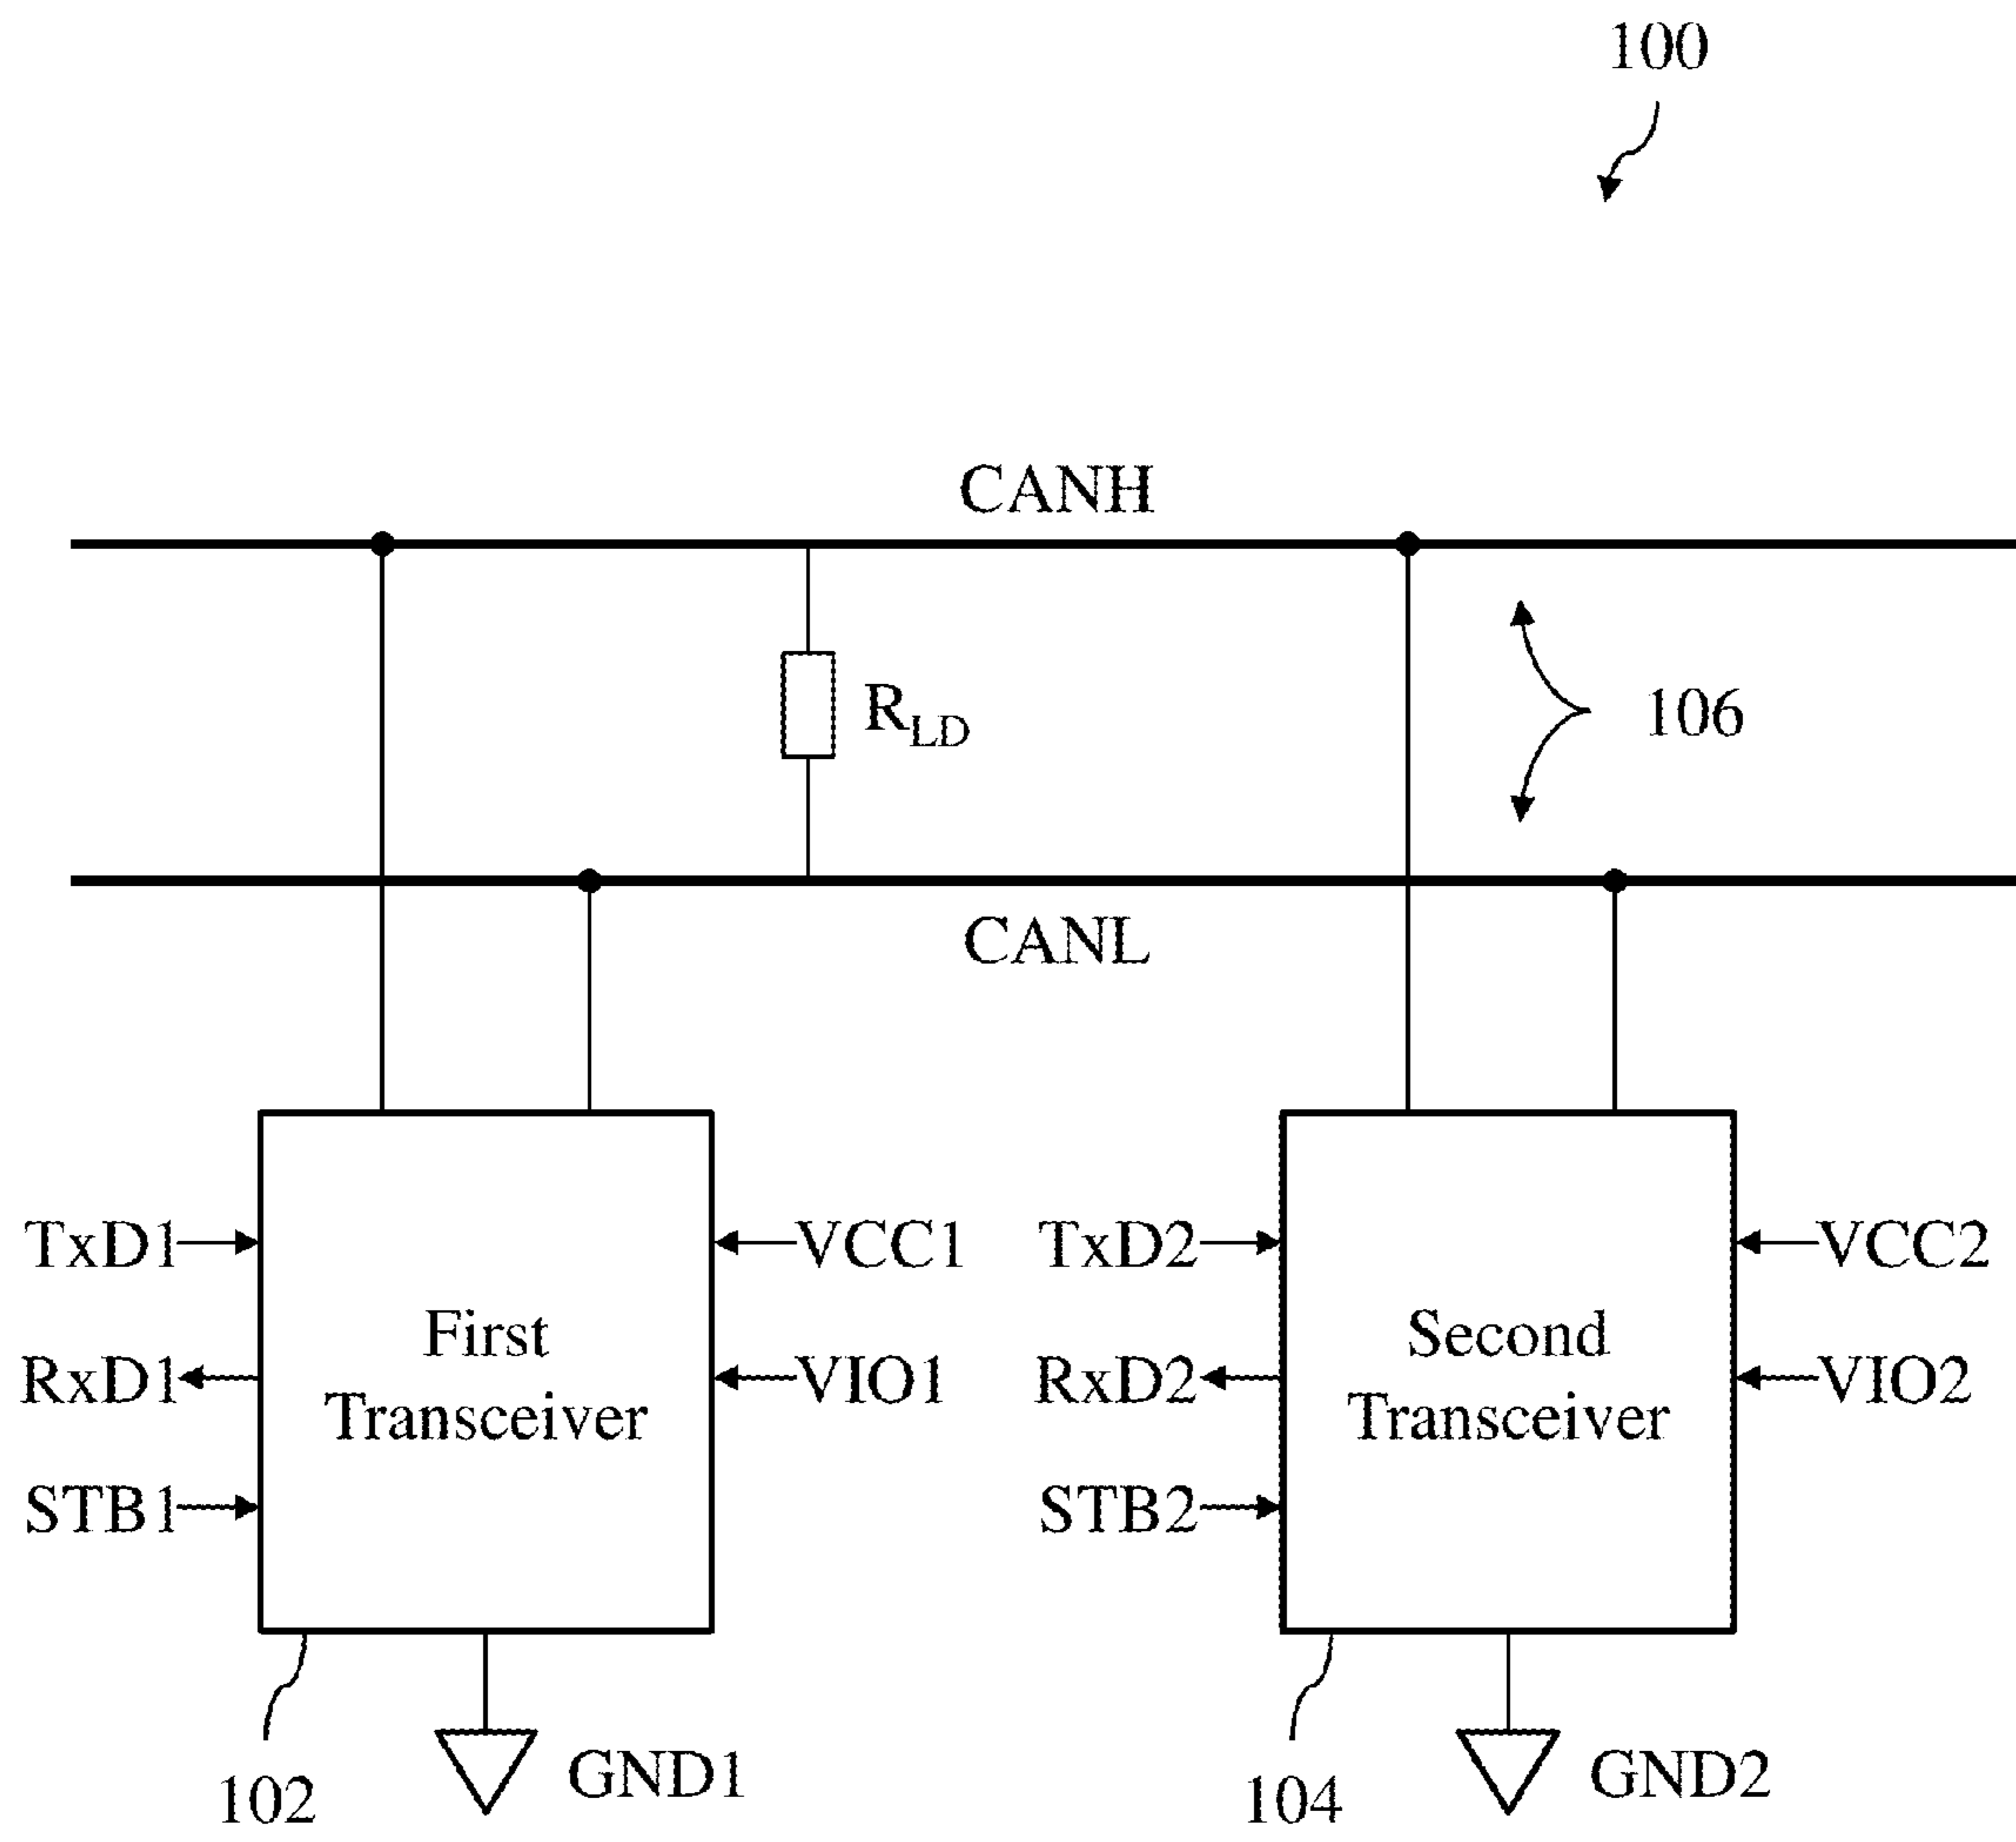 100
CANH
R_LD
106
CANL
TxD1
VCC1
TxD2
VCC2
First
Transceiver
Second
Transceiver
RxD1
VIO1
RxD2
VIO2
STB1
STB2
102
GND1
104
GND2